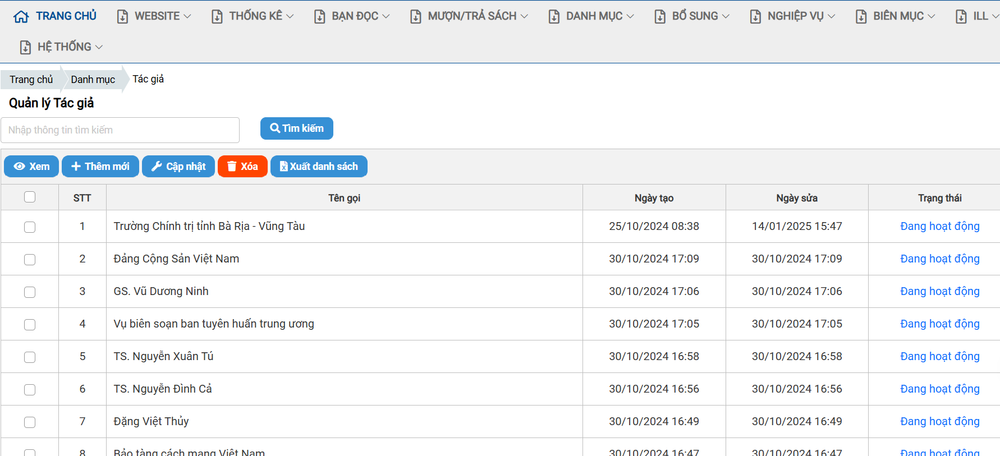 TRANG CHỦ WEBSITE THỐNG KÊ BẠN ĐỌC MƯỢN/TRẢ SÁCH DANH MỤC BỔ SUNG NGHIỆP VỤ BIÊN MỤC ILL
HỆ THỐNG
Trang chủ Danh mục Tác giả
Quản lý Tác giả
Nhập thông tin tìm kiếm Tìm kiếm
Xem Thêm mới Cập nhật Xóa Xuất danh sách
STT Tên gọi Ngày tạo Ngày sửa Trạng thái
1 Trường Chính trị tỉnh Bà Rịa - Vũng Tàu 25/10/2024 08:38 14/01/2025 15:47 Đang hoạt động
2 Đảng Cộng Sản Việt Nam 30/10/2024 17:09 30/10/2024 17:09 Đang hoạt động
3 GS. Vũ Dương Ninh 30/10/2024 17:06 30/10/2024 17:06 Đang hoạt động
4 Vụ biên soạn ban tuyên huấn trung ương 30/10/2024 17:05 30/10/2024 17:05 Đang hoạt động
5 TS. Nguyễn Xuân Tú 30/10/2024 16:58 30/10/2024 16:58 Đang hoạt động
6 TS. Nguyễn Đình Cả 30/10/2024 16:56 30/10/2024 16:56 Đang hoạt động
7 Đặng Việt Thủy 30/10/2024 16:49 30/10/2024 16:49 Đang hoạt động
8 Bảo tàng cách mạng Việt Nam 30/10/2024 16:47 30/10/2024 16:47 Đang hoạt động